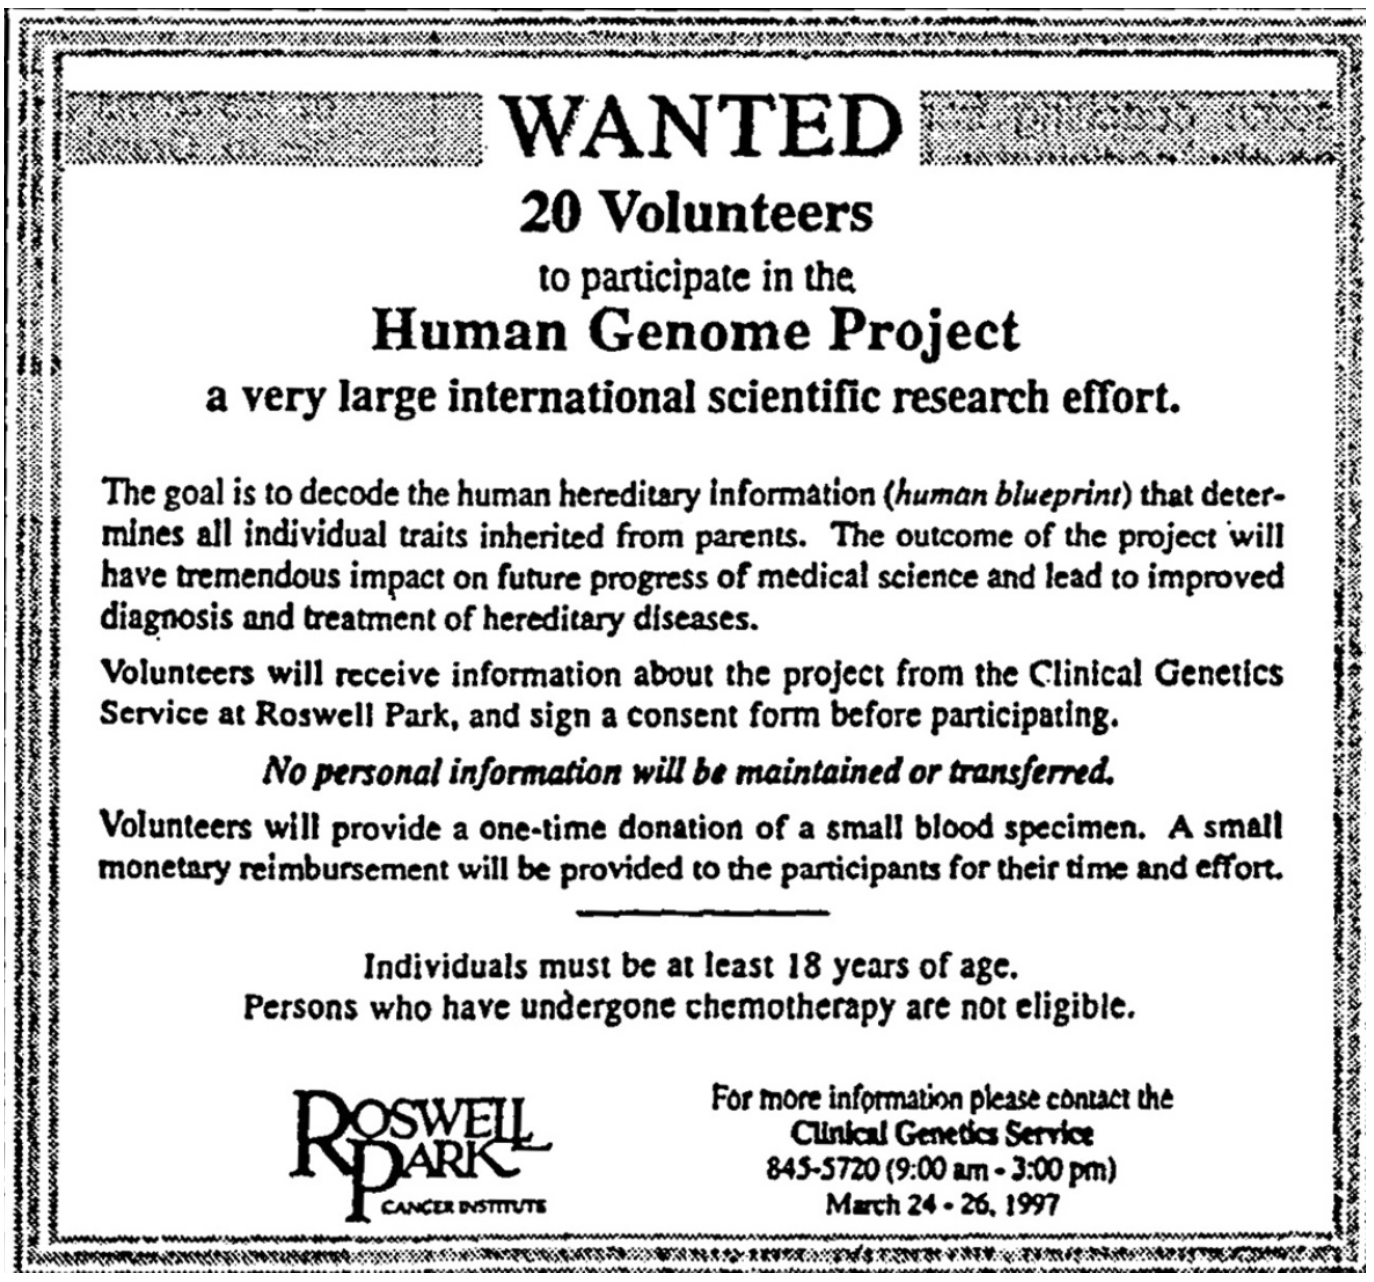 WANTED
20 Volunteers
to participate in the
Human Genome Project
a very large international scientific research effort.
The goal is to decode the human hereditary information (human blueprint) that deter-
mines all individual traits inherited from parents. The outcome of the project will
have tremendous impact on future progress of medical science and lead to improved
diagnosis and treatment of hereditary diseases.
Volunteers will receive information about the project from the Clinical Genetics
Service at Roswell Park, and sign a consent form before participating.
No personal information will be maintained or transferred.
Volunteers will provide a one-time donation of a small blood specimen. A small
monetary reimbursement will be provided to the participants for their time and effort.
Individuals must be at least 18 years of age.
Persons who have undergone chemotherapy are not eligible.
ROSWELL
PARK
CANCER INSTITUTE
For more information please contact the
Clinical Genetics Service
845-5720 (9:00 am - 3:00 pm)
March 24 - 26, 1997